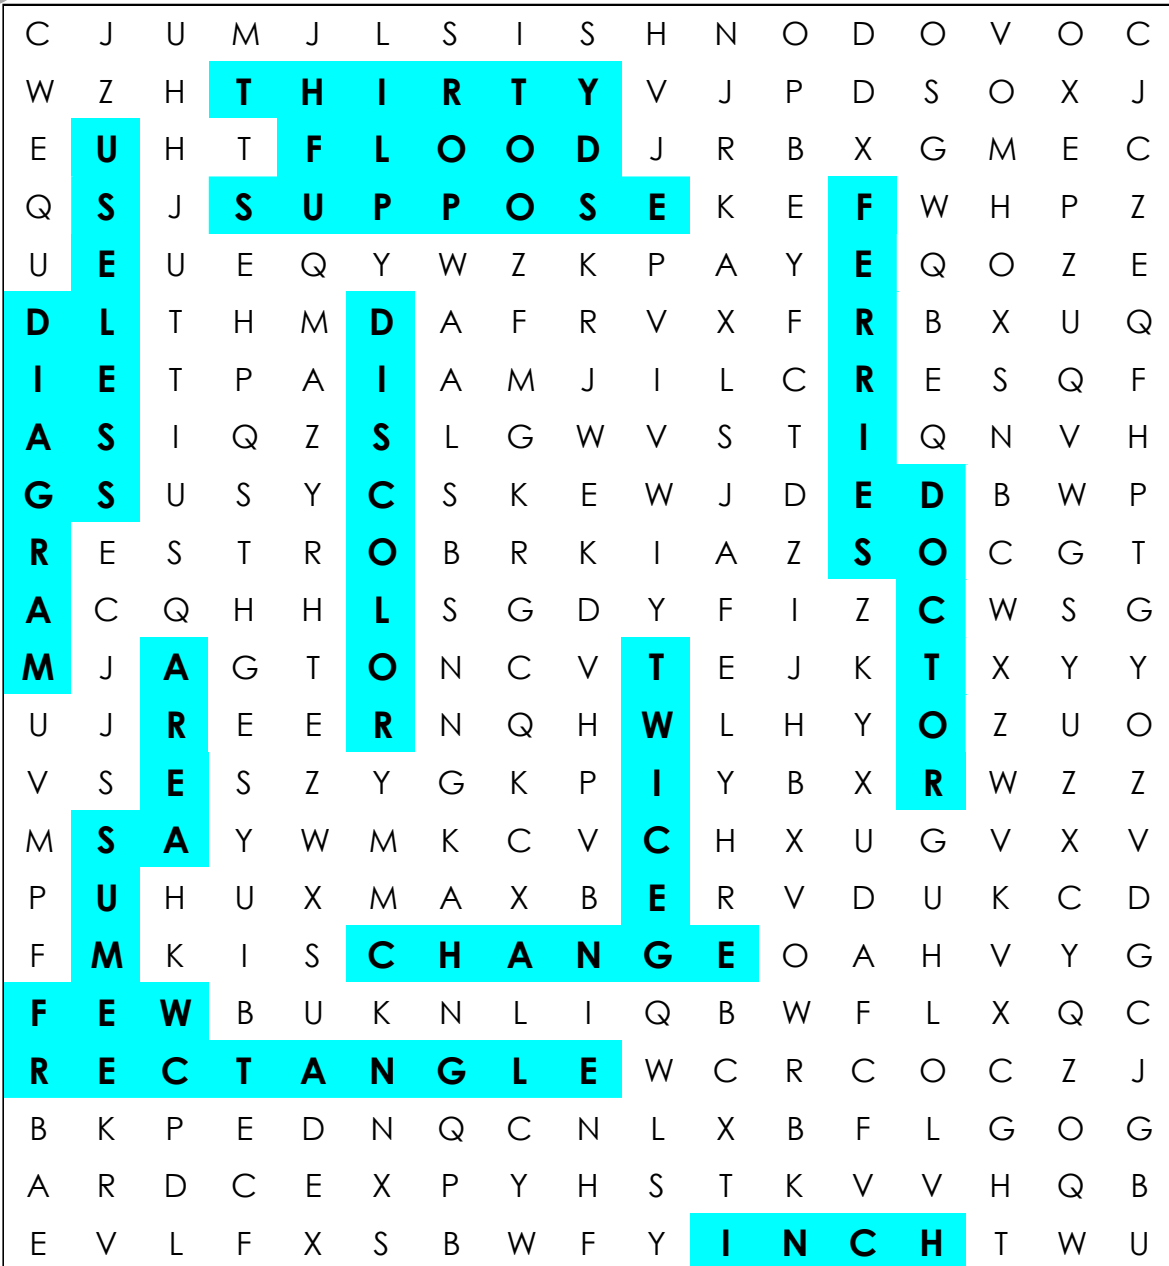 C J U M J L S I S H N O D O V O C
W Z H T H I R T Y V J P D S O X J
E U H T F L O O D J R B X G M E C
Q S J S U P P O S E K E F W H P Z
U E U E Q Y W Z K P A Y E Q O Z E
D L T H M D A F R V X F R B X U Q
I E T P A I A M J I L C R E S Q F
A S I Q Z S L G W V S T I Q N V H
G S U S Y C S K E W J D E D B W P
R E S T R O B R K I A Z S O C G T
A C Q H H L S G D Y F I Z C W S G
M J A G T O N C V T E J K T X Y Y
U J R E E R N Q H W L H Y O Z U O
V S E S Z Y G K P I Y B X R W Z Z
M S A Y W M K C V C H X U G V X V
P U H U X M A X B E R V D U K C D
F M K I S C H A N G E O A H V Y G
F E W B U K N L I Q B W F L X Q C
R E C T A N G L E W C R C O C Z J
B K P E D N Q C N L X B F L G O G
A R D C E X P Y H S T K V V H Q B
E V L F X S B W F Y I N C H T W U